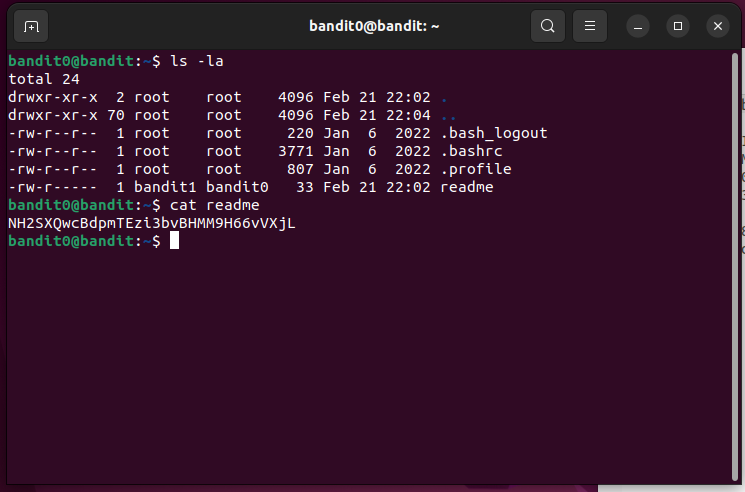 bandit0@bandit: ~
bandit0@bandit:~$ ls -la
total 24
drwxr-xr-x  2 root    root    4096 Feb 21 22:02 .
drwxr-xr-x 70 root    root    4096 Feb 21 22:04 ..
-rw-r--r--  1 root    root     220 Jan  6  2022 .bash_logout
-rw-r--r--  1 root    root    3771 Jan  6  2022 .bashrc
-rw-r--r--  1 root    root     807 Jan  6  2022 .profile
-rw-r-----  1 bandit1 bandit0   33 Feb 21 22:02 readme
bandit0@bandit:~$ cat readme
NH2SXQwcBdpmTEzi3bvBHMM9H66vVXjL
bandit0@bandit:~$